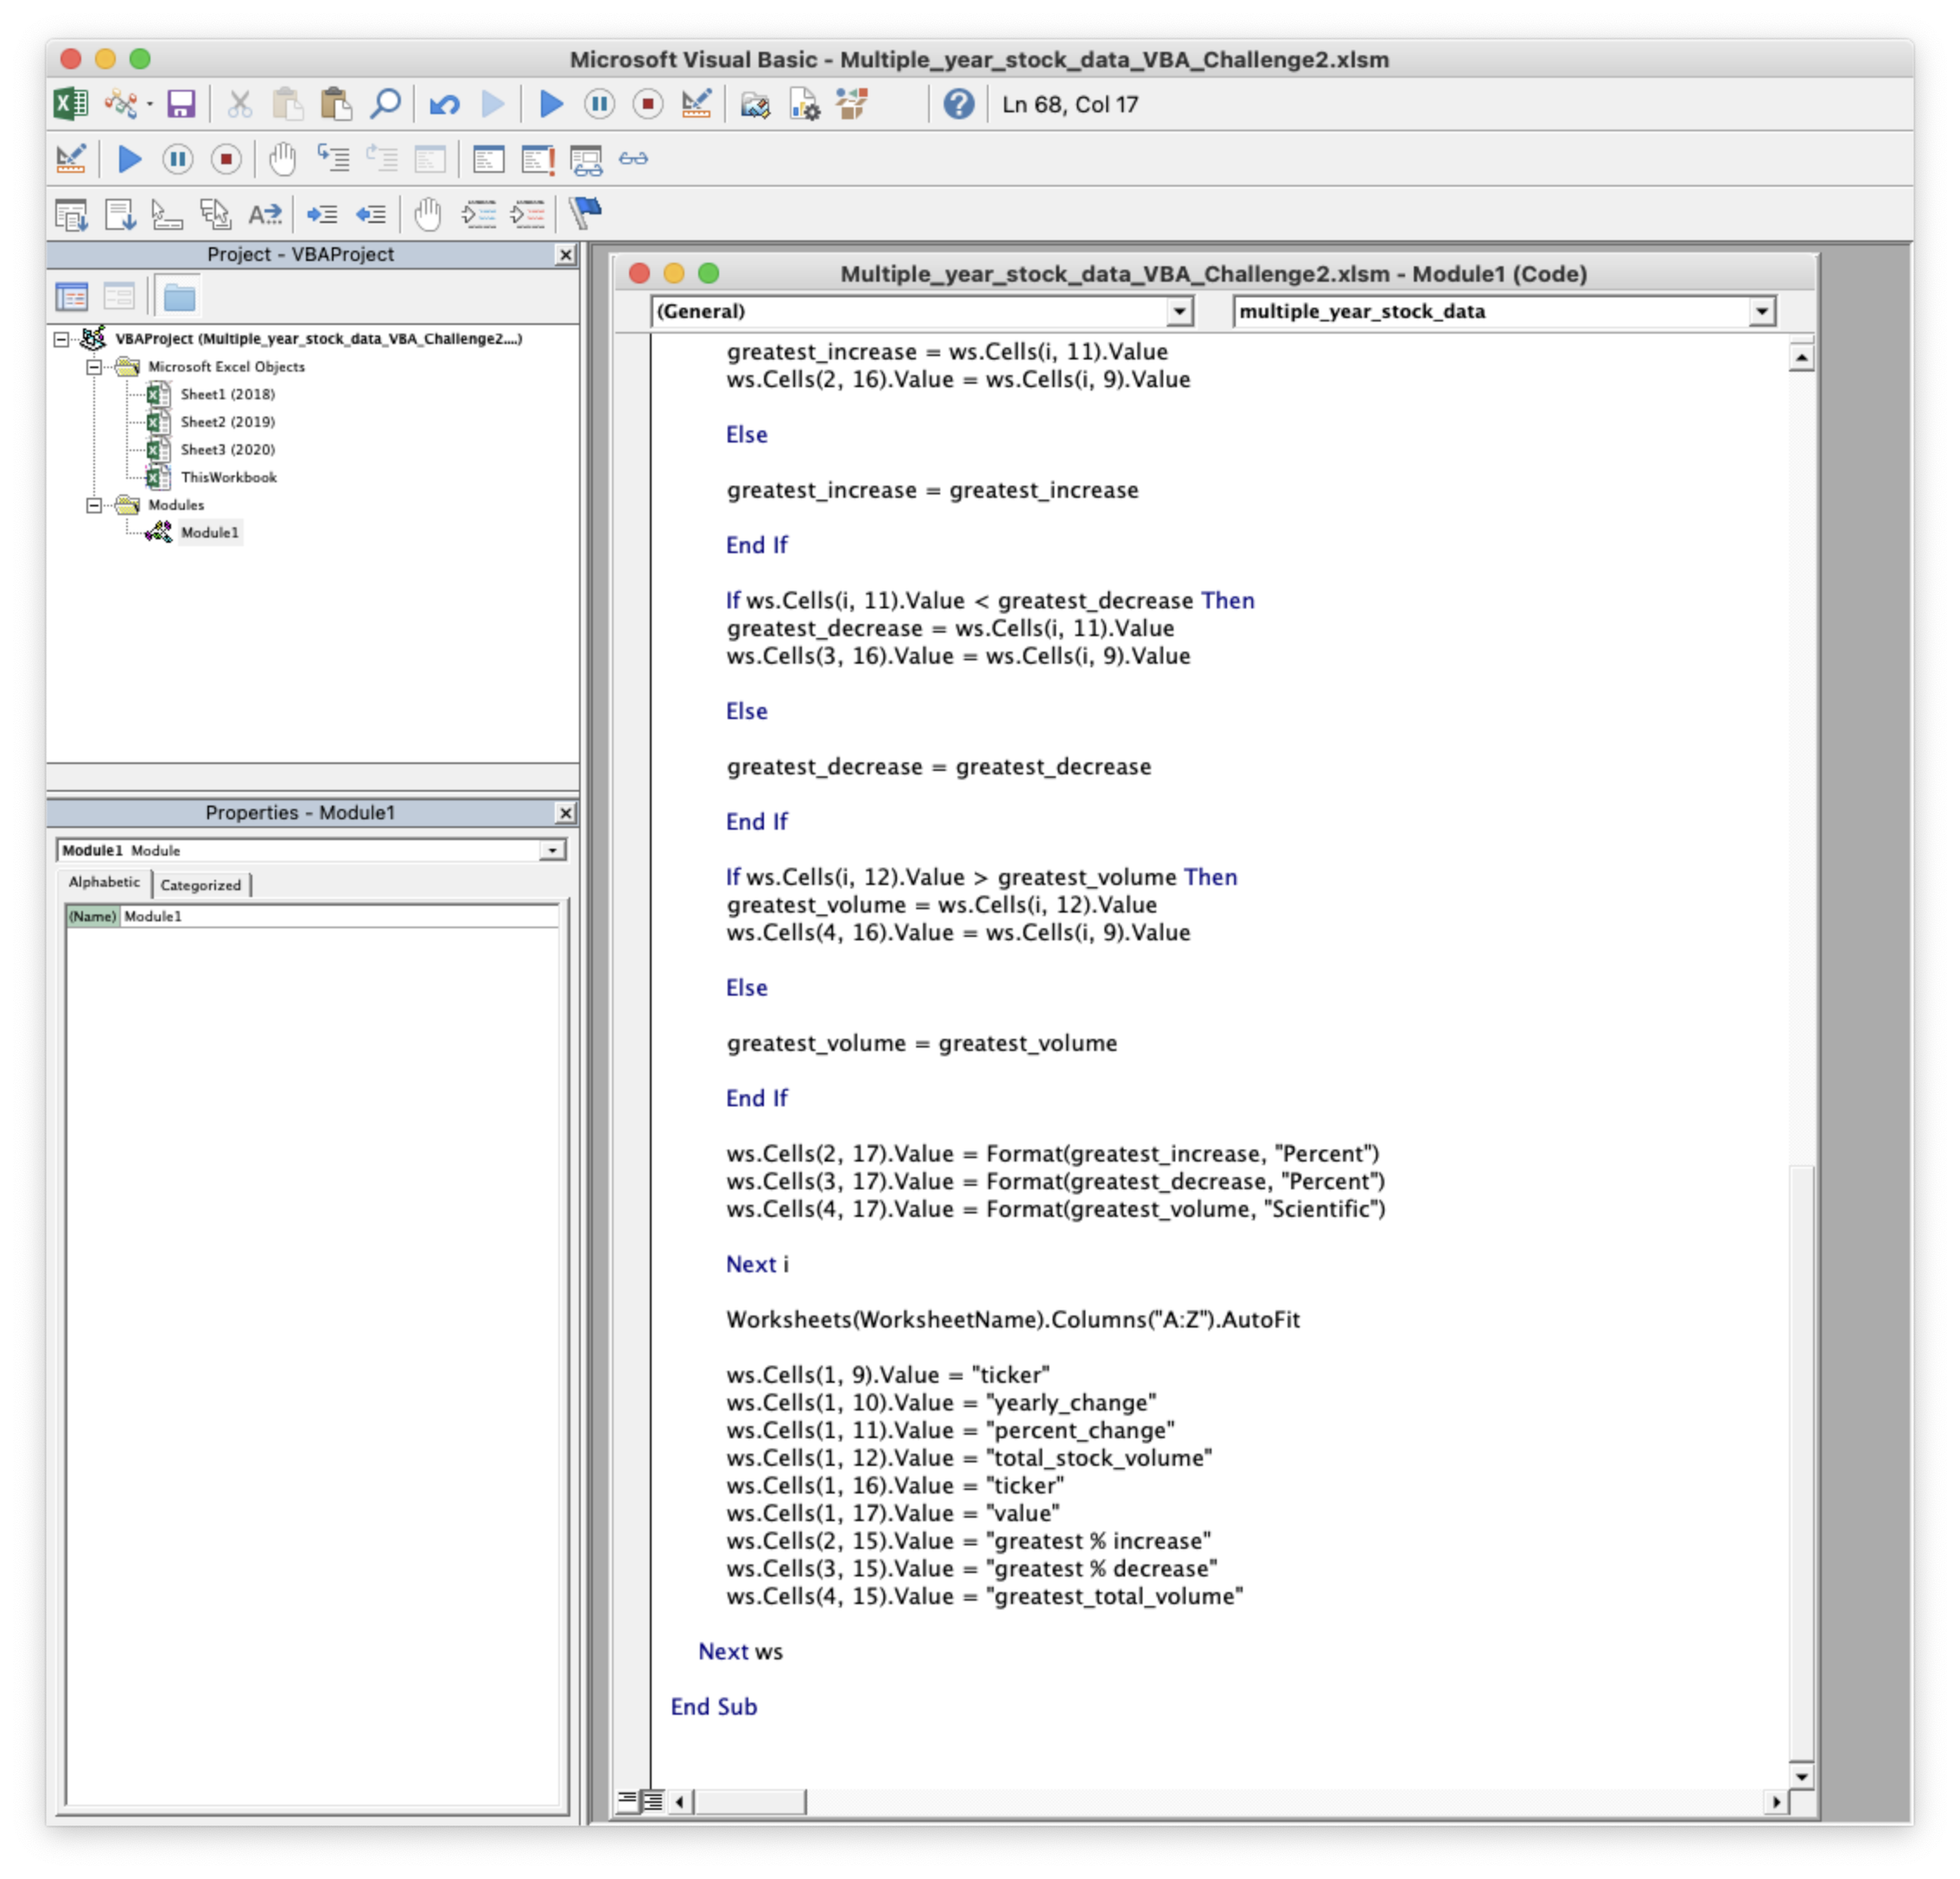 Microsoft Visual Basic - Multiple_year_stock_data_VBA_Challenge2.xlsm
Ln 68, Col 17
Project - VBAProject
VBAProject (Multiple_year_stock_data_VBA_Challenge2....)
Microsoft Excel Objects
Sheet1 (2018)
Sheet2 (2019)
Sheet3 (2020)
ThisWorkbook
Modules
Module1
Properties - Module1
Module1 Module
Alphabetic Categorized
(Name) Module1
Multiple_year_stock_data_VBA_Challenge2.xlsm - Module1 (Code)
(General) multiple_year_stock_data
greatest_increase = ws.Cells(i, 11).Value
ws.Cells(2, 16).Value = ws.Cells(i, 9).Value
Else
greatest_increase = greatest_increase
End If
If ws.Cells(i, 11).Value < greatest_decrease Then
greatest_decrease = ws.Cells(i, 11).Value
ws.Cells(3, 16).Value = ws.Cells(i, 9).Value
Else
greatest_decrease = greatest_decrease
End If
If ws.Cells(i, 12).Value > greatest_volume Then
greatest_volume = ws.Cells(i, 12).Value
ws.Cells(4, 16).Value = ws.Cells(i, 9).Value
Else
greatest_volume = greatest_volume
End If
ws.Cells(2, 17).Value = Format(greatest_increase, "Percent")
ws.Cells(3, 17).Value = Format(greatest_decrease, "Percent")
ws.Cells(4, 17).Value = Format(greatest_volume, "Scientific")
Next i
Worksheets(WorksheetName).Columns("A:Z").AutoFit
ws.Cells(1, 9).Value = "ticker"
ws.Cells(1, 10).Value = "yearly_change"
ws.Cells(1, 11).Value = "percent_change"
ws.Cells(1, 12).Value = "total_stock_volume"
ws.Cells(1, 16).Value = "ticker"
ws.Cells(1, 17).Value = "value"
ws.Cells(2, 15).Value = "greatest % increase"
ws.Cells(3, 15).Value = "greatest % decrease"
ws.Cells(4, 15).Value = "greatest_total_volume"
Next ws
End Sub